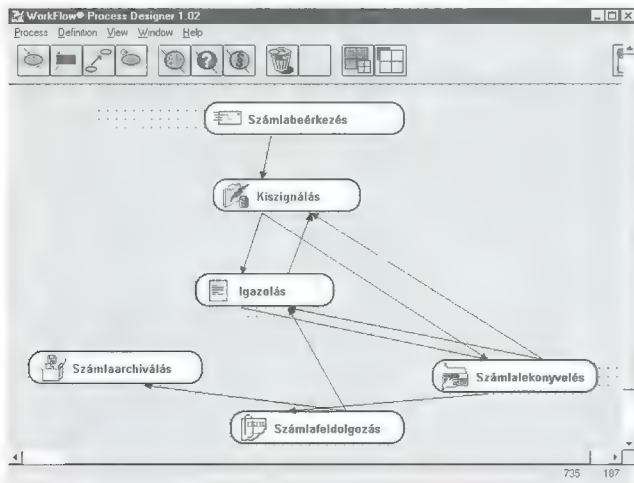 WorkFlow® Process Designer 1.02
Process Definition View Window Help
Számlabeérkezés
Kiszignálás
Igazolás
Számlaarchiválás
Számlalekonyvelés
Számlafeldolgozás
735 187